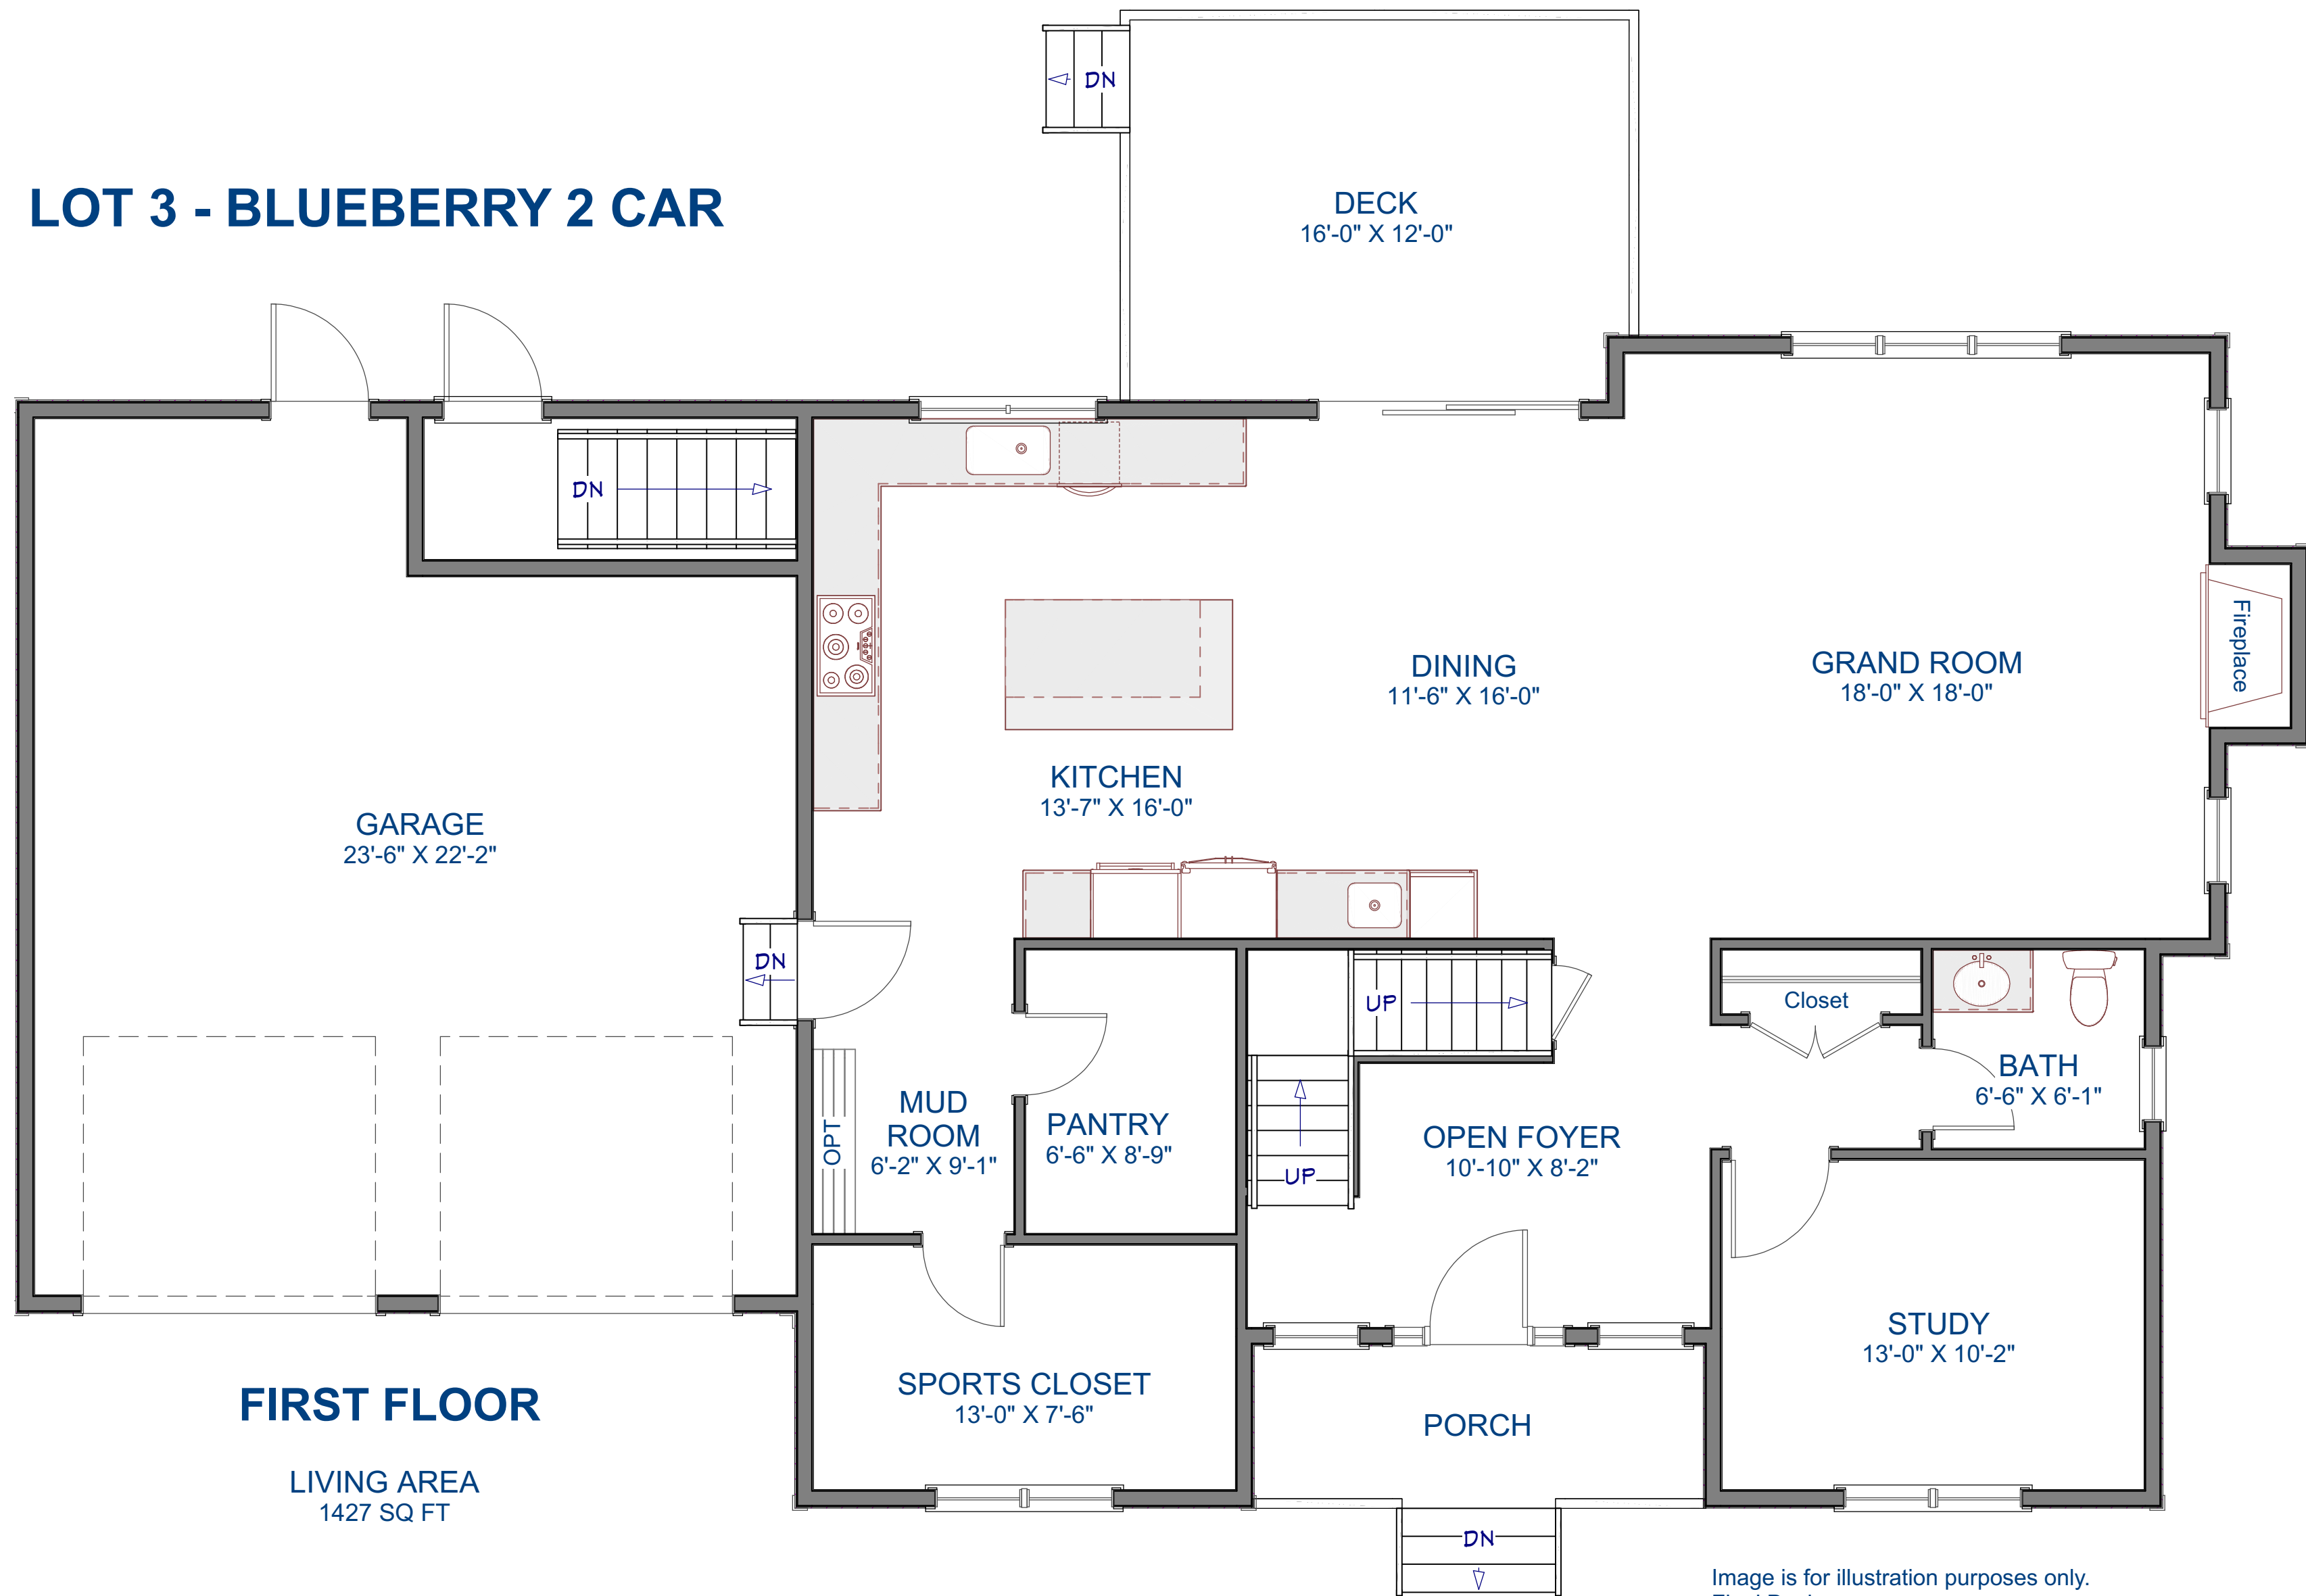 LOT 3 - BLUEBERRY 2 CAR
DN
DECK
16'-0" X 12'-0"
DN
Fireplace
DINING
11'-6" X 16'-0"
GRAND ROOM
18'-0" X 18'-0"
KITCHEN
13'-7" X 16'-0"
GARAGE
23'-6" X 22'-2"
DN
UP
Closet
BATH
6'-6" X 6'-1"
MUD
ROOM
6'-2" X 9'-1"
OPT
PANTRY
6'-6" X 8'-9"
UP
OPEN FOYER
10'-10" X 8'-2"
STUDY
13'-0" X 10'-2"
SPORTS CLOSET
13'-0" X 7'-6"
PORCH
FIRST FLOOR
LIVING AREA
1427 SQ FT
DN
Image is for illustration purposes only.